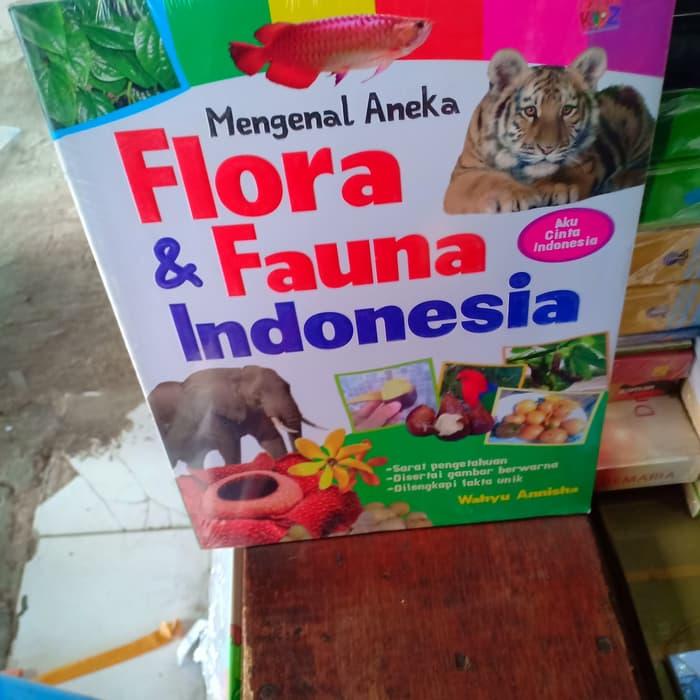 Mengenal Aneka
Flora
& Fauna
Indonesia
Aku
Cinta
Indonesia
-Sarat pengetahuan
-Disertai gambar berwarna
-Dilengkapi fakta unik
Wahyu Annisha